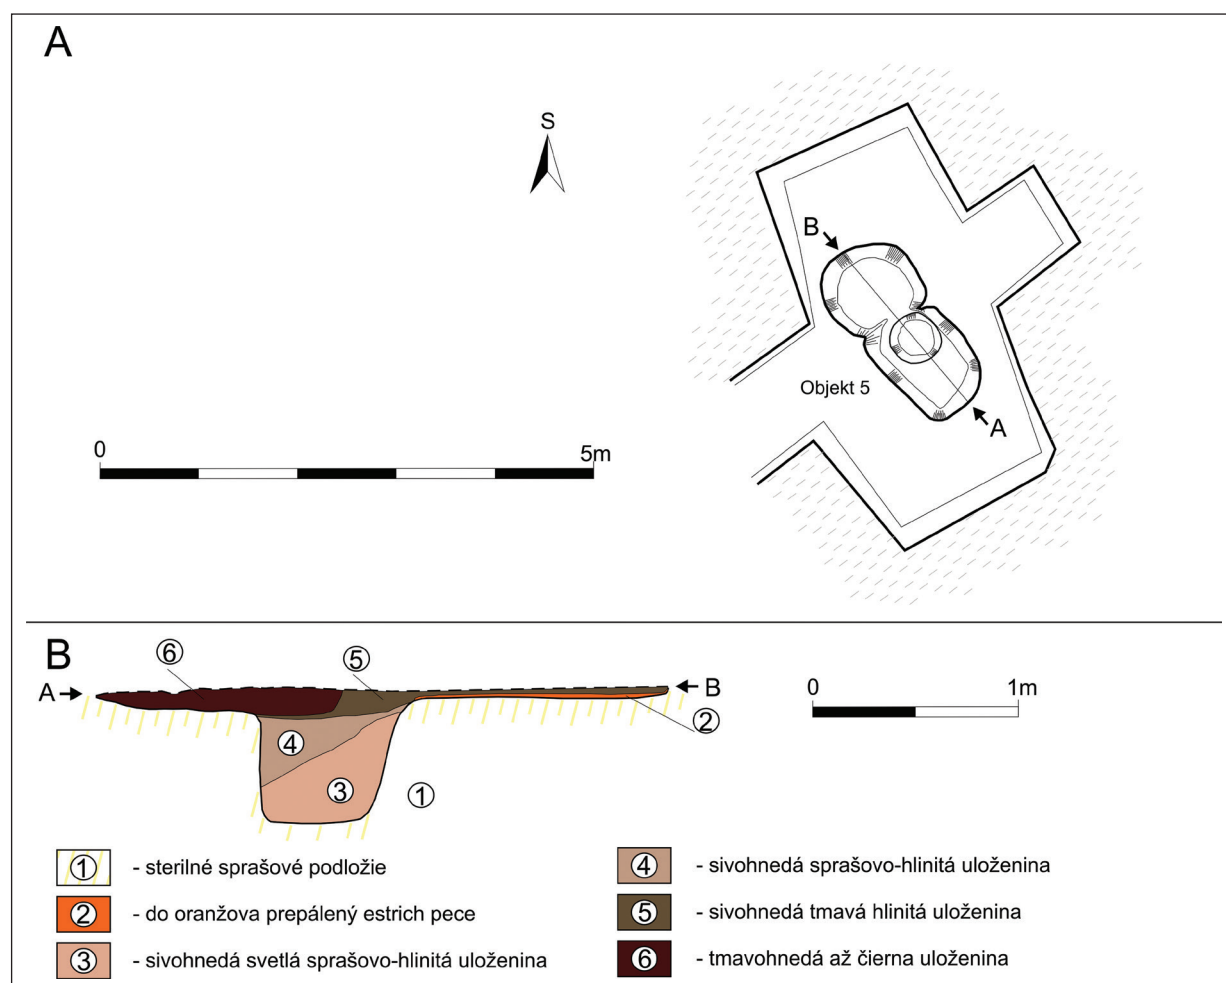 A
S
B
Objekt 5
A
0
5m
B
⑥
⑤
A
B
0
1m
②
④
③
①
① - sterilné sprašové podložie
② - do oranžova prepálený estrich pece
③ - sivohnedá svetlá sprašovo-hlinitá uloženina
④ - sivohnedá sprašovo-hlinitá uloženina
⑤ - sivohnedá tmavá hlinitá uloženina
⑥ - tmavohnedá až čierna uloženina